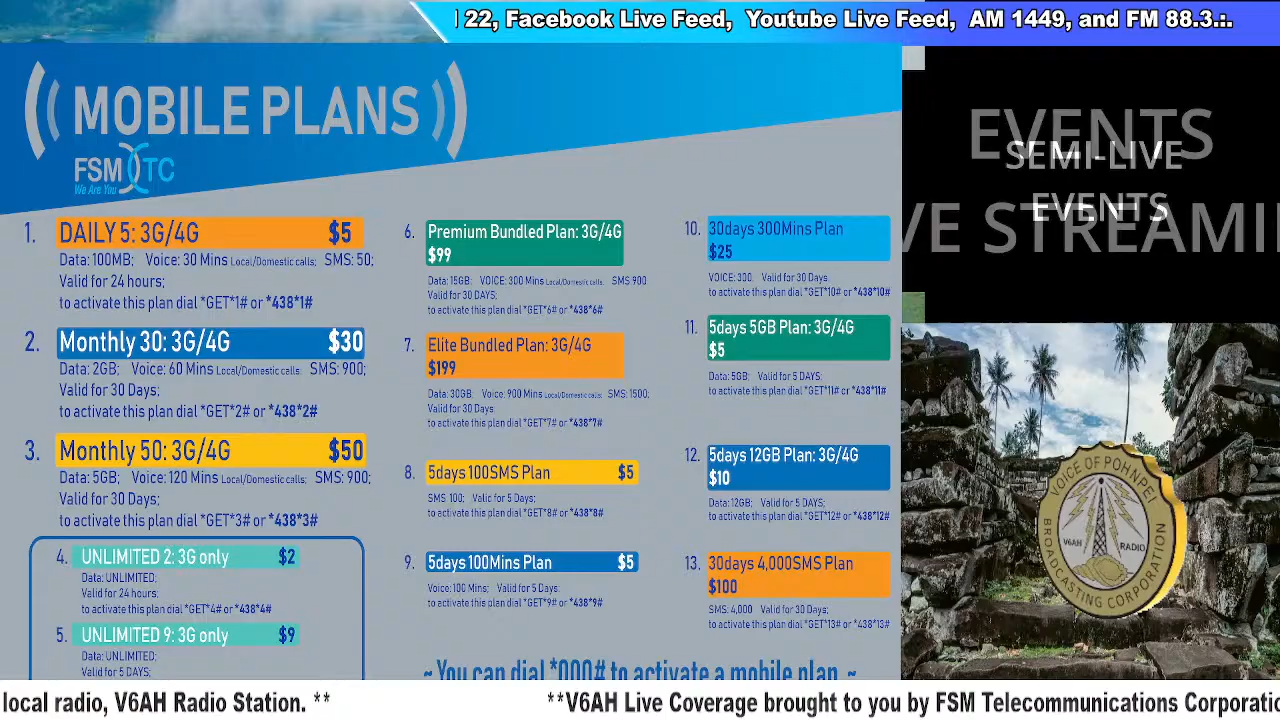 22, Facebook Live Feed, Youtube Live Feed, AM 1449, and FM 88.3.:.
MOBILE PLANS
FSM TC
We Are You
1. DAILY 5: 3G/4G $5
Data: 100MB; Voice: 30 Mins Local/Domestic calls; SMS: 50;
Valid for 24 hours;
to activate this plan dial *GET*1# or *438*1#
2. Monthly 30: 3G/4G $30
Data: 2GB; Voice: 60 Mins Local/Domestic calls; SMS: 900;
Valid for 30 Days;
to activate this plan dial *GET*2# or *438*2#
3. Monthly 50: 3G/4G $50
Data: 5GB; Voice: 120 Mins Local/Domestic calls; SMS: 900;
Valid for 30 Days;
to activate this plan dial *GET*3# or *438*3#
4. UNLIMITED 2: 3G only $2
Data: UNLIMITED;
Valid for 24 hours;
to activate this plan dial *GET*4# or *438*4#
5. UNLIMITED 9: 3G only $9
Data: UNLIMITED;
Valid for 5 DAYS;
6. Premium Bundled Plan: 3G/4G
$99
Data: 15GB; VOICE: 300 Mins Local/Domestic calls; SMS 900
Valid for 30 DAYS;
to activate this plan dial *GET*6# or *438*6#
7. Elite Bundled Plan: 3G/4G
$199
Data: 30GB; Voice: 900 Mins Local/Domestic calls; SMS: 1500;
Valid for 30 Days
to activate this plan dial *GET*7# or *438*7#
8. 5days 100SMS Plan $5
SMS 100; Valid for 5 Days;
to activate this plan dial *GET*8# or *438*8#
9. 5days 100Mins Plan $5
Voice: 100 Mins; Valid for 5 Days;
to activate this plan dial *GET*9# or *438*9#
~ You can dial *000# to activate a mobile plan ~
10. 30days 300Mins Plan
$25
VOICE: 300 Valid for 30 Days;
to activate this plan dial *GET*10# or *438*10#
11. 5days 5GB Plan: 3G/4G
$5
Data: 5GB; Valid for 5 DAYS;
to activate this plan dial *GET*11# or *438*11#
12. 5days 12GB Plan: 3G/4G
$10
Data: 12GB; Valid for 5 DAYS;
to activate this plan dial *GET*12# or *438*12#
13. 30days 4,000SMS Plan
$100
SMS: 4,000 Valid for 30 Days;
to activate this plan dial *GET*13# or *438*13#
EVENTS
SEMI-LIVE
EVENTS
VE STREAMI
VOICE OF POHNPEI
V6AH RADIO
BROADCASTING CORPORATION
local radio, V6AH Radio Station. ** **V6AH Live Coverage brought to you by FSM Telecommunications Corporatio